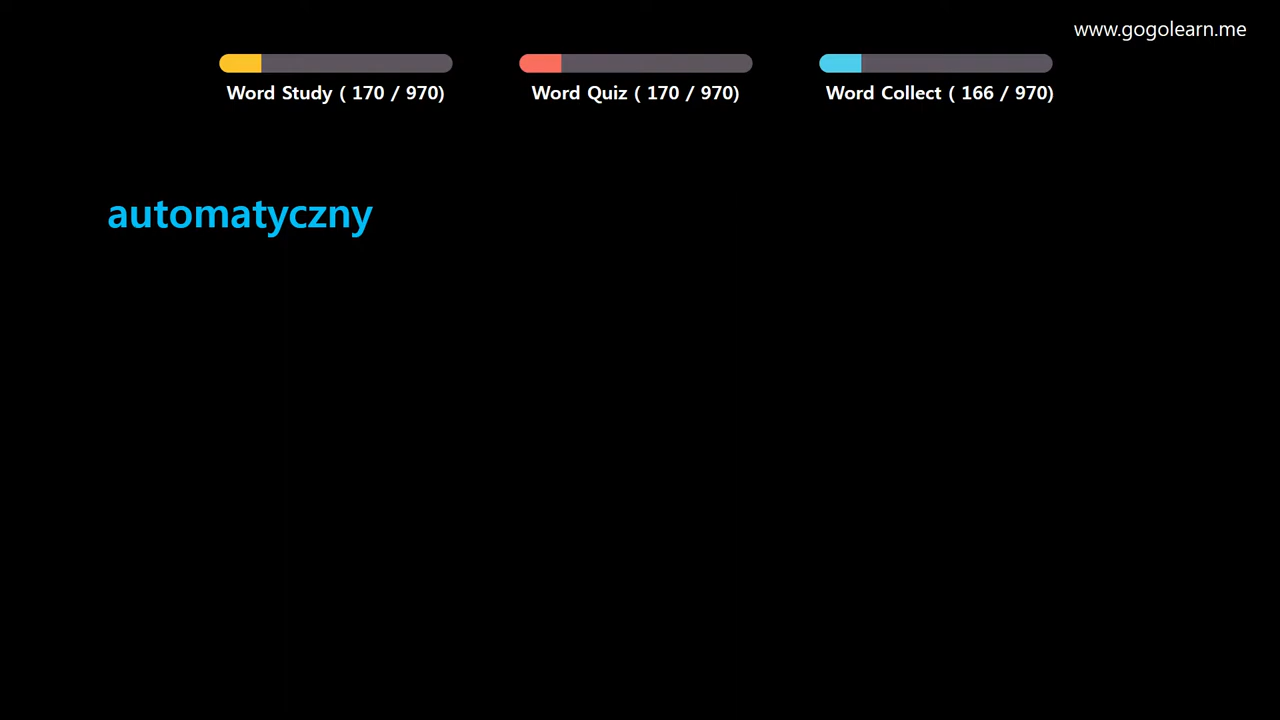 www.gogolearn.me
Word Study ( 170 / 970)
Word Quiz ( 170 / 970)
Word Collect ( 166 / 970)
automatyczny